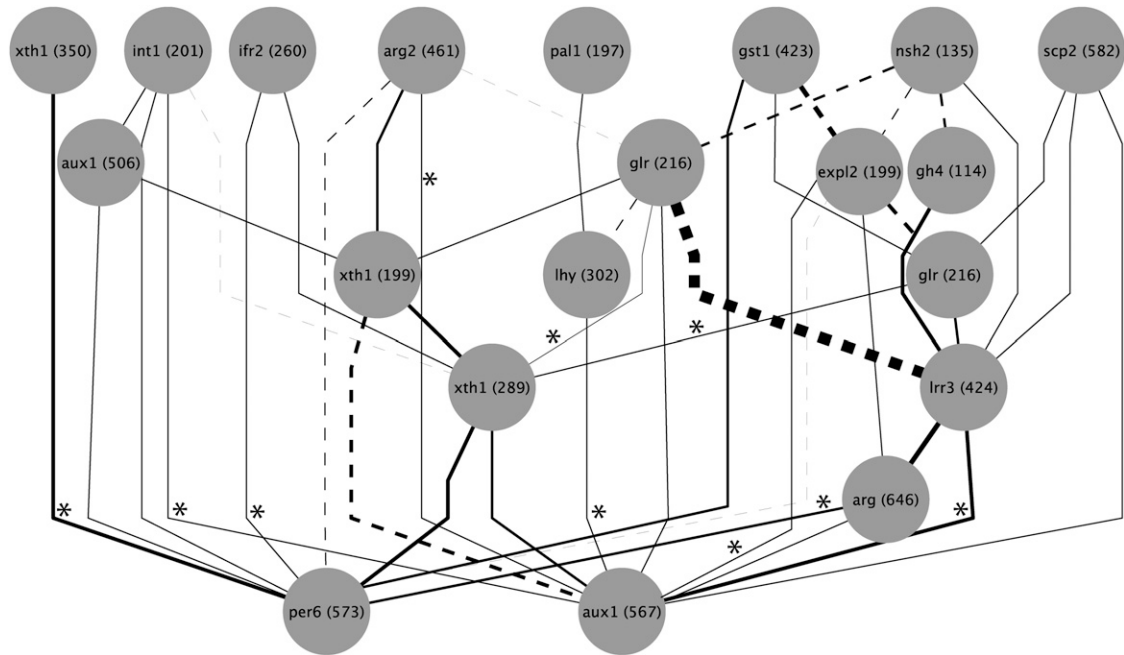 xth1 (350)
int1 (201)
ifr2 (260)
arg2 (461)
pal1 (197)
gst1 (423)
nsh2 (135)
scp2 (582)
aux1 (506)
glr (216)
expl2 (199)
gh4 (114)
*
xth1 (199)
lhy (302)
glr (216)
*
*
xth1 (289)
lrr3 (424)
arg (646)
*
*
*
*
*
*
*
per6 (573)
aux1 (567)